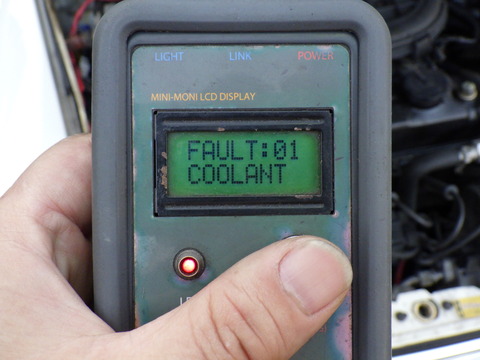 LIGHT LINK POWER
MINI-MONI LCD DISPLAY
FAULT:01
COOLANT